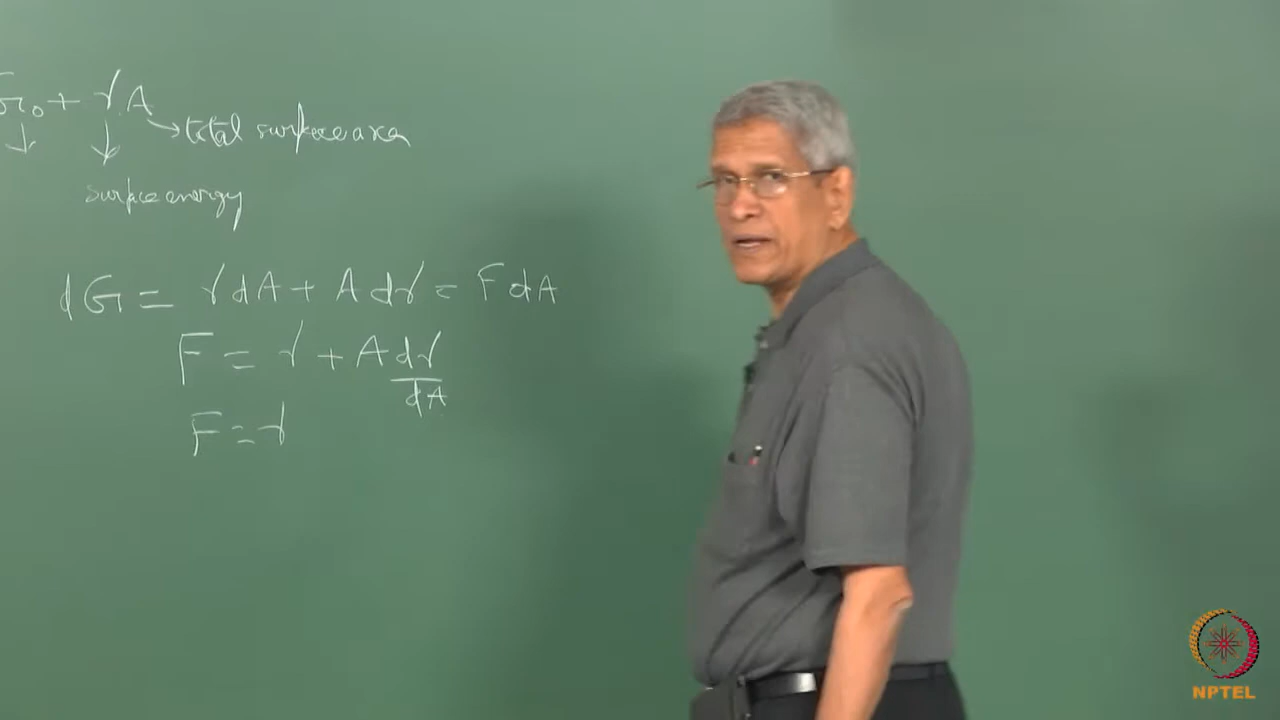 G₀ + γA
→ total surface area
surface energy
dG = γdA + Adγ = FdA
F = γ + A dγ/dA
F = γ
NPTEL